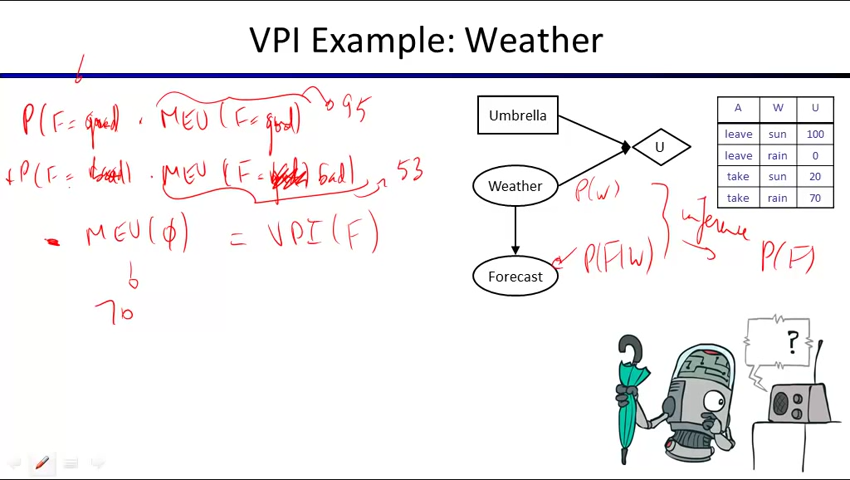 VPI Example: Weather
P(F = good) · MEU(F = good) 95
+P(F = bad) · MEU(F = bad) 53
- MEU(ϕ) = VPI(F)
70
Umbrella
U
Weather
P(W)
Forecast
P(F|W)
inference
P(F)
A W U
leave sun 100
leave rain 0
take sun 20
take rain 70
?